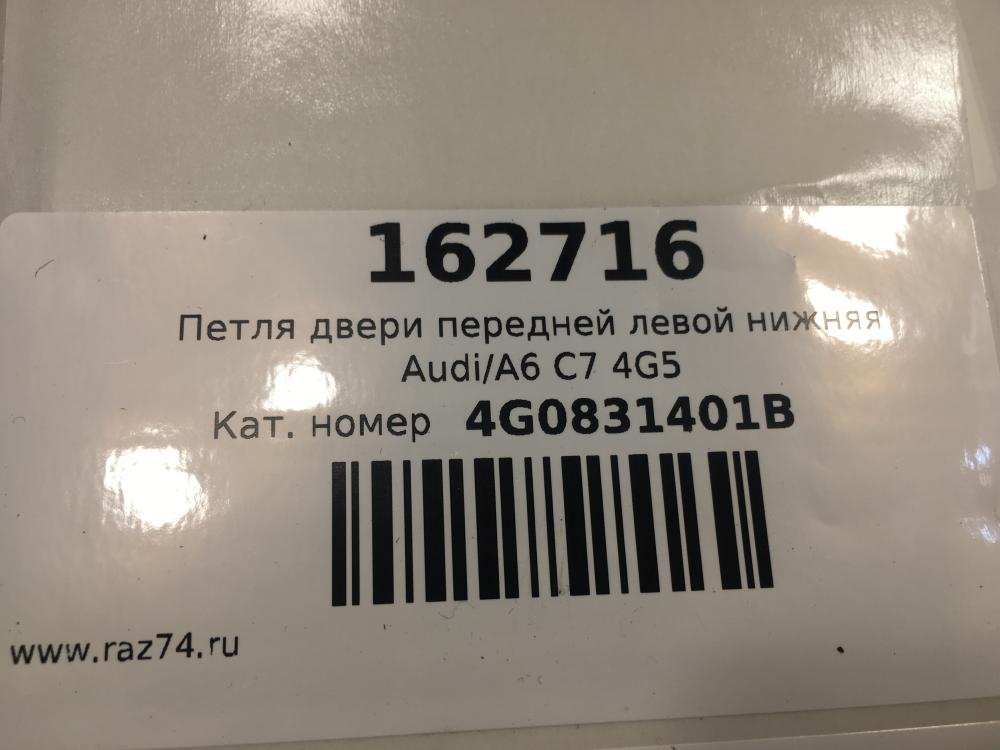 162716
Петля двери передней левой нижняя
Audi/A6 C7 4G5
Кат. номер 4G0831401B
www.raz74.ru